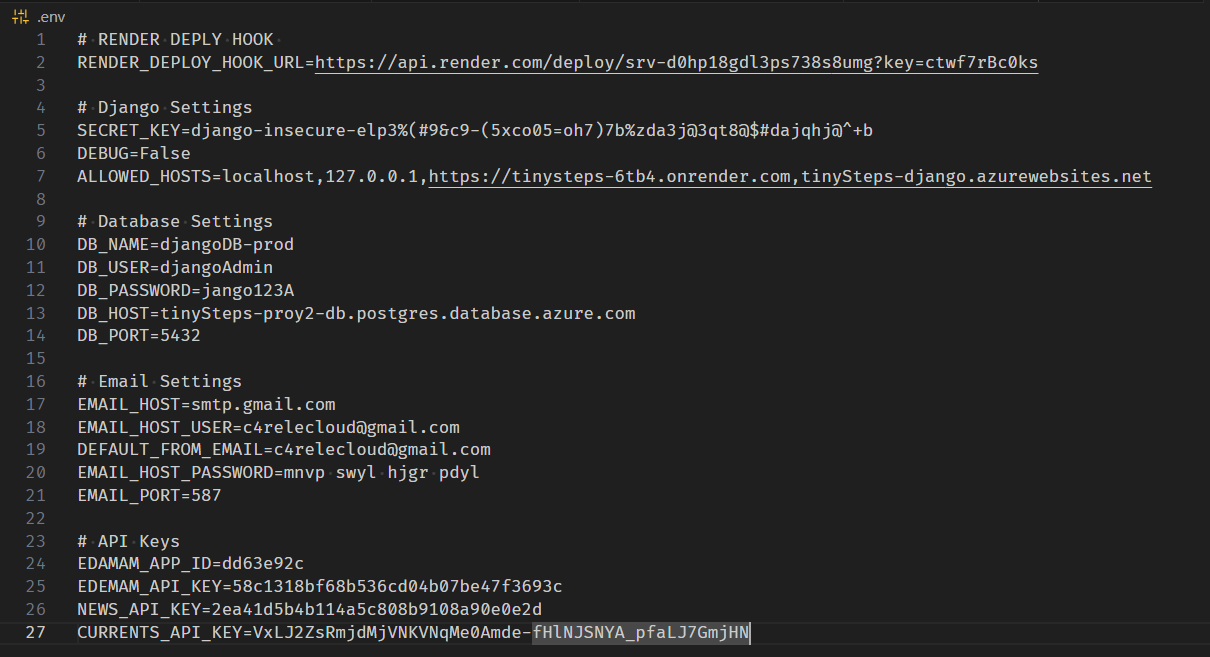 .env
1 # RENDER DEPLY HOOK
2 RENDER_DEPLOY_HOOK_URL=https://api.render.com/deploy/srv-d0hp18gdl3ps738s8umg?key=ctwf7rBc0ks
3
4 # Django Settings
5 SECRET_KEY=django-insecure-elp3%(#9&c9-(5xco05=oh7)7b%zda3j@3qt8@$#dajqhj@^+b
6 DEBUG=False
7 ALLOWED_HOSTS=localhost,127.0.0.1,https://tinysteps-6tb4.onrender.com,tinySteps-django.azurewebsites.net
8
9 # Database Settings
10 DB_NAME=djangoDB-prod
11 DB_USER=djangoAdmin
12 DB_PASSWORD=jango123A
13 DB_HOST=tinySteps-proy2-db.postgres.database.azure.com
14 DB_PORT=5432
15
16 # Email Settings
17 EMAIL_HOST=smtp.gmail.com
18 EMAIL_HOST_USER=c4relecloud@gmail.com
19 DEFAULT_FROM_EMAIL=c4relecloud@gmail.com
20 EMAIL_HOST_PASSWORD=mnvp swyl hjgr pdyl
21 EMAIL_PORT=587
22
23 # API Keys
24 EDAMAM_APP_ID=dd63e92c
25 EDEMAM_API_KEY=58c1318bf68b536cd04b07be47f3693c
26 NEWS_API_KEY=2ea41d5b4b114a5c808b9108a90e0e2d
27 CURRENTS_API_KEY=VxLJ2ZsRmjdMjVNKVNqMe0Amde-fHlNJSNYA_pfaLJ7GmjHN